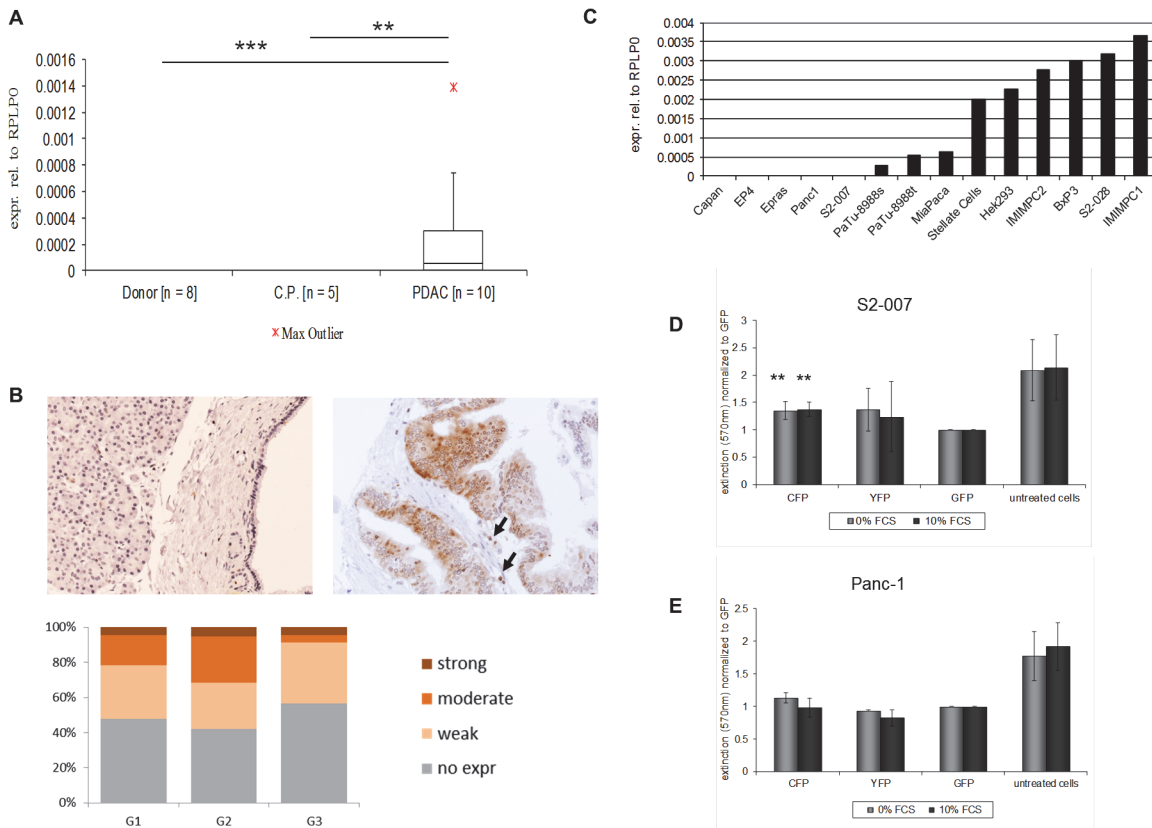 A
**
***
expr. rel. to RPLPO
0.0016
0.0014
0.0012
0.001
0.0008
0.0006
0.0004
0.0002
0
Donor [n = 8]
C.P. [n = 5]
PDAC [n = 10]
Max Outlier
B
100%
80%
60%
40%
20%
0%
G1
G2
G3
strong
moderate
weak
no expr
C
expr. rel. to RPLP0
0.004
0.0035
0.003
0.0025
0.002
0.0015
0.001
0.0005
0
Capan
EP4
Epras
Panc1
S2-007
PaTu-8988s
PaTu-8988t
MiaPaca
Stellate Cells
Hek293
IMIMPC2
BxP3
S2-028
IMIMPC1
D
S2-007
extinction (570nm) normalized to GFP
3
2.5
2
1.5
1
0.5
0
** **
CFP
YFP
GFP
untreated cells
0% FCS
10% FCS
E
Panc-1
extinction (570nm) normalized to GFP
2.5
2
1.5
1
0.5
0
CFP
YFP
GFP
untreated cells
0% FCS
10% FCS